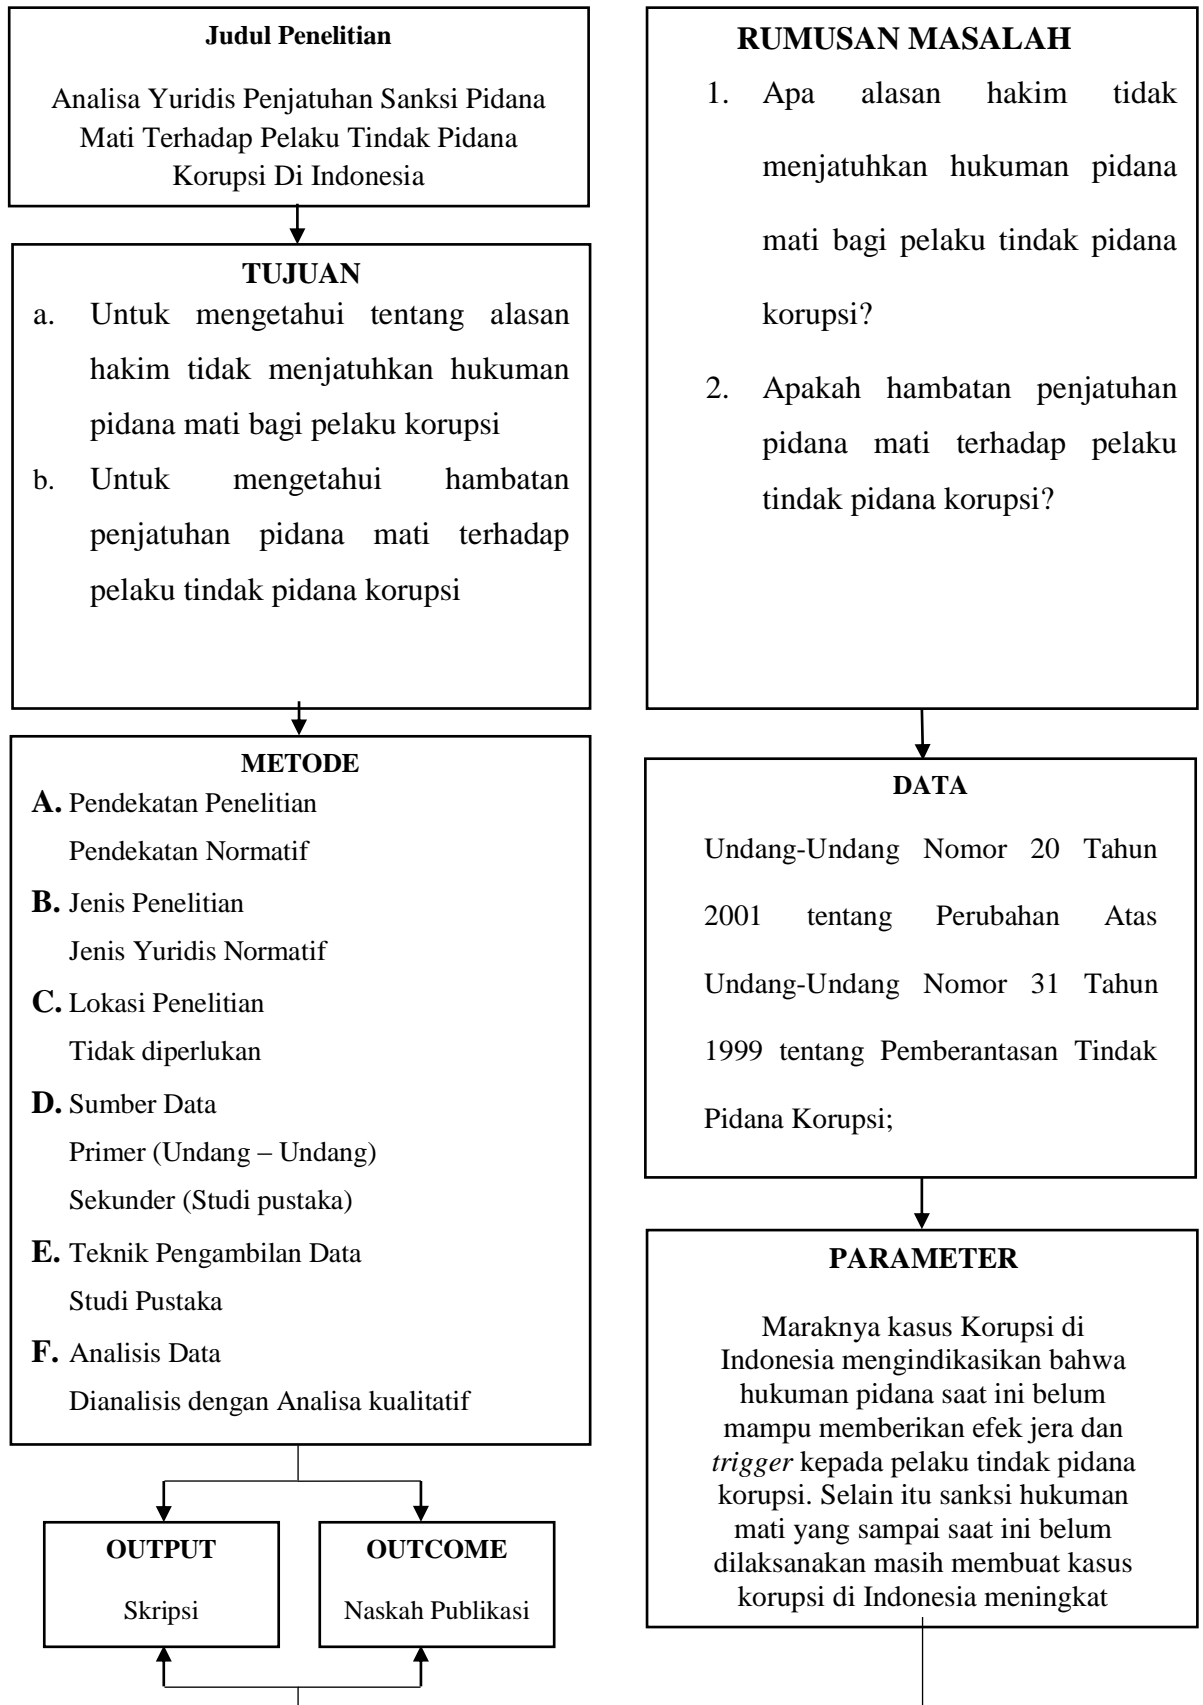 Judul Penelitian
Analisa Yuridis Penjatuhan Sanksi Pidana
Mati Terhadap Pelaku Tindak Pidana
Korupsi Di Indonesia
TUJUAN
a. Untuk mengetahui tentang alasan
hakim tidak menjatuhkan hukuman
pidana mati bagi pelaku korupsi
b. Untuk mengetahui hambatan
penjatuhan pidana mati terhadap
pelaku tindak pidana korupsi
METODE
A. Pendekatan Penelitian
Pendekatan Normatif
B. Jenis Penelitian
Jenis Yuridis Normatif
C. Lokasi Penelitian
Tidak diperlukan
D. Sumber Data
Primer (Undang – Undang)
Sekunder (Studi pustaka)
E. Teknik Pengambilan Data
Studi Pustaka
F. Analisis Data
Dianalisis dengan Analisa kualitatif
OUTPUT
Skripsi
OUTCOME
Naskah Publikasi
RUMUSAN MASALAH
1. Apa alasan hakim tidak
menjatuhkan hukuman pidana
mati bagi pelaku tindak pidana
korupsi?
2. Apakah hambatan penjatuhan
pidana mati terhadap pelaku
tindak pidana korupsi?
DATA
Undang-Undang Nomor 20 Tahun
2001 tentang Perubahan Atas
Undang-Undang Nomor 31 Tahun
1999 tentang Pemberantasan Tindak
Pidana Korupsi;
PARAMETER
Maraknya kasus Korupsi di
Indonesia mengindikasikan bahwa
hukuman pidana saat ini belum
mampu memberikan efek jera dan
trigger kepada pelaku tindak pidana
korupsi. Selain itu sanksi hukuman
mati yang sampai saat ini belum
dilaksanakan masih membuat kasus
korupsi di Indonesia meningkat